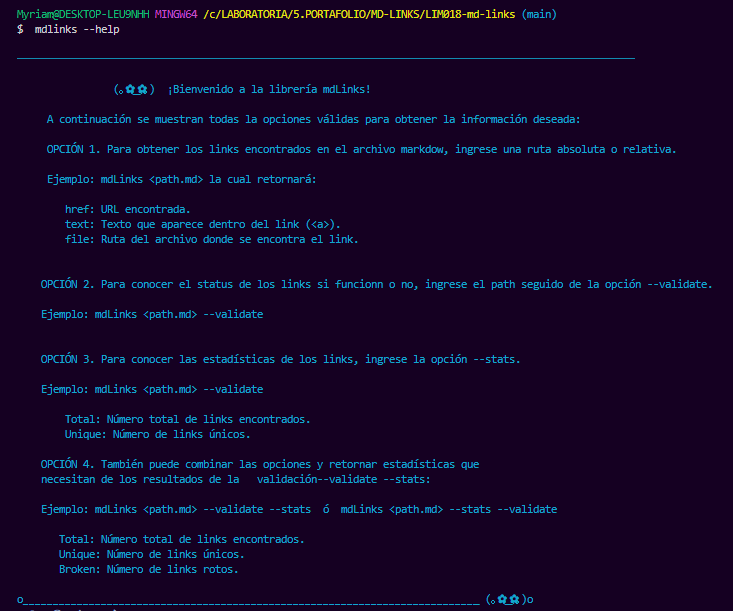 Myriam@DESKTOP-LEU9NHH MINGW64 /c/LABORATORIA/5.PORTAFOLIO/MD-LINKS/LIM018-md-links (main)
$ mdlinks --help
(｡✿‿✿) ¡Bienvenido a la librería mdLinks!
A continuación se muestran todas la opciones válidas para obtener la información deseada:
OPCIÓN 1. Para obtener los links encontrados en el archivo markdow, ingrese una ruta absoluta o relativa.
Ejemplo: mdLinks <path.md> la cual retornará:
href: URL encontrada.
text: Texto que aparece dentro del link (<a>).
file: Ruta del archivo donde se encontra el link.
OPCIÓN 2. Para conocer el status de los links si funcionn o no, ingrese el path seguido de la opción --validate.
Ejemplo: mdLinks <path.md> --validate
OPCIÓN 3. Para conocer las estadísticas de los links, ingrese la opción --stats.
Ejemplo: mdLinks <path.md> --validate
Total: Número total de links encontrados.
Unique: Número de links únicos.
OPCIÓN 4. También puede combinar las opciones y retornar estadísticas que
necesitan de los resultados de la   validación--validate --stats:
Ejemplo: mdLinks <path.md> --validate --stats  ó  mdLinks <path.md> --stats --validate
Total: Número total de links encontrados.
Unique: Número de links únicos.
Broken: Número de links rotos.
o____________________________________________________________________________ (｡✿‿✿)o